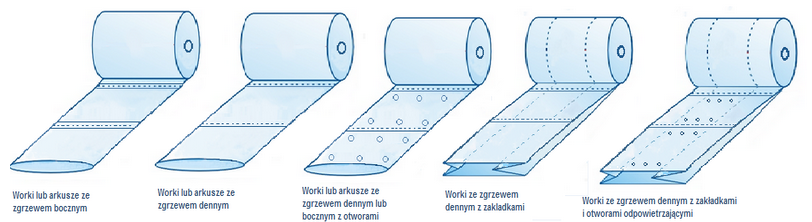 Worki lub arkusze ze
zgrzewem bocznym
Worki lub arkusze ze
zgrzewem dennym
Worki lub arkusze ze
zgrzewem dennym lub
bocznym z otworami
Worki ze zgrzewem
dennym z zakładkami
Worki ze zgrzewem dennym z zakładkami
i otworami odpowietrzającymi